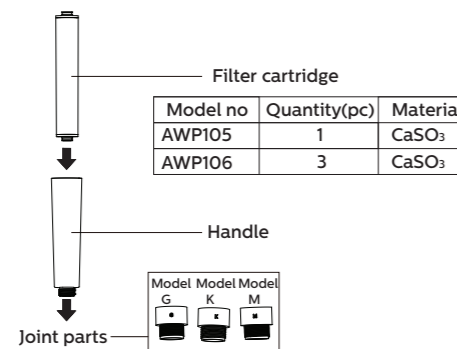 Filter cartridge
Model no Quantity(pc) Materia
AWP105 1 CaSO₃
AWP106 3 CaSO₃
Handle
Model Model Model
G K M
G K M
Joint parts